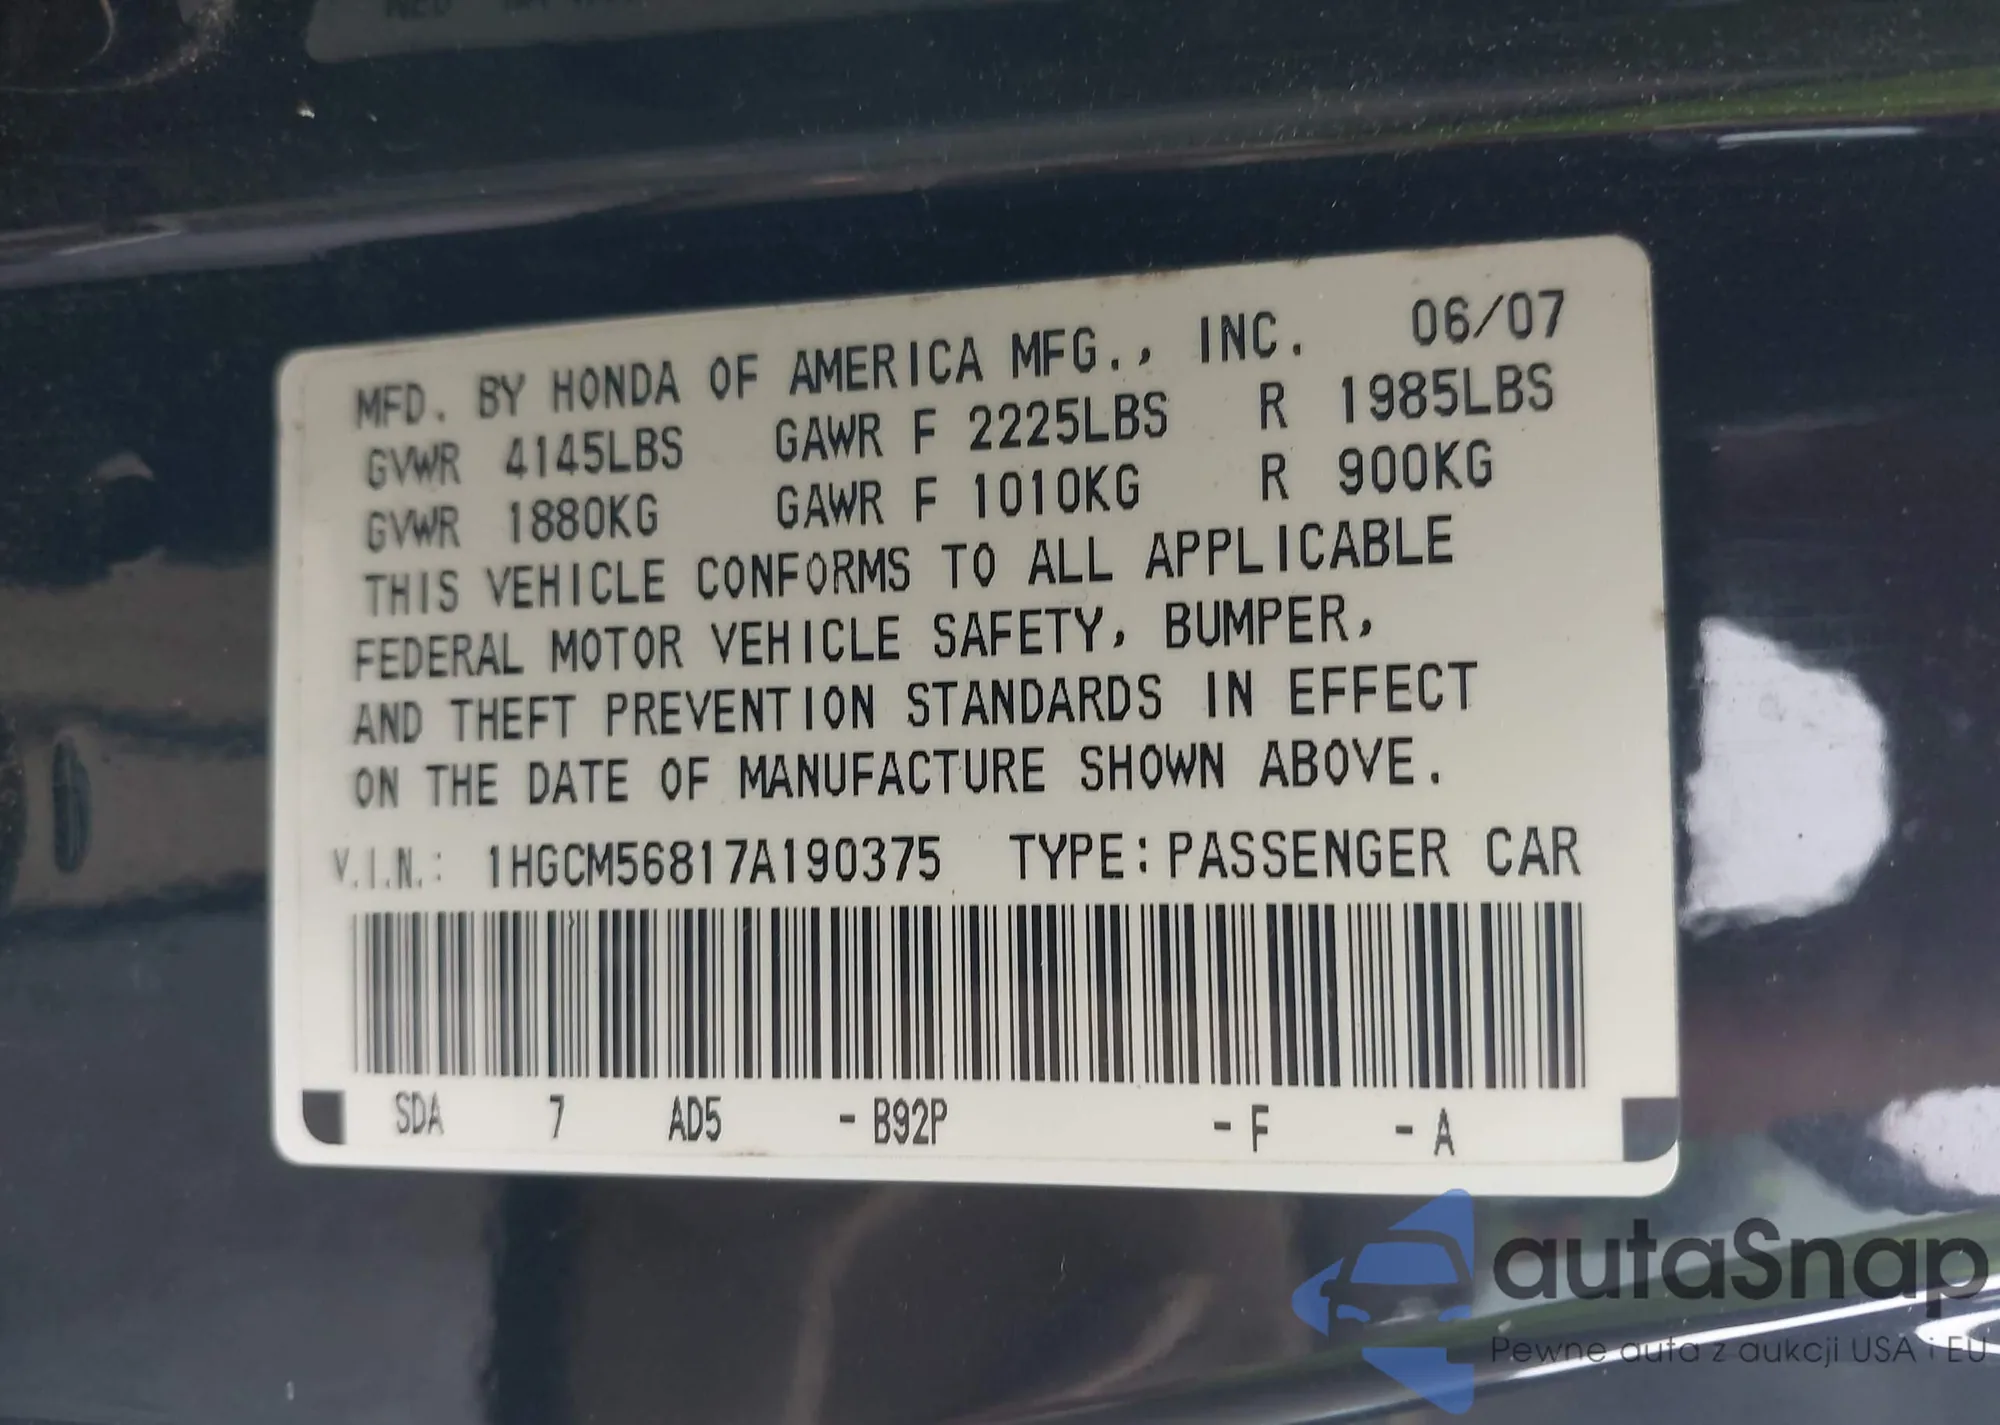 MFD. BY HONDA OF AMERICA MFG., INC. 06/07
GVWR 4145LBS GAWR F 2225LBS R 1985LBS
GVWR 1880KG GAWR F 1010KG R 900KG
THIS VEHICLE CONFORMS TO ALL APPLICABLE
FEDERAL MOTOR VEHICLE SAFETY, BUMPER,
AND THEFT PREVENTION STANDARDS IN EFFECT
ON THE DATE OF MANUFACTURE SHOWN ABOVE.
V.I.N.: 1HGCM56817A190375 TYPE: PASSENGER CAR
SDA 7 AD5 - B92P - F - A
autaSnap
Pewne auta z aukcji USA i EU